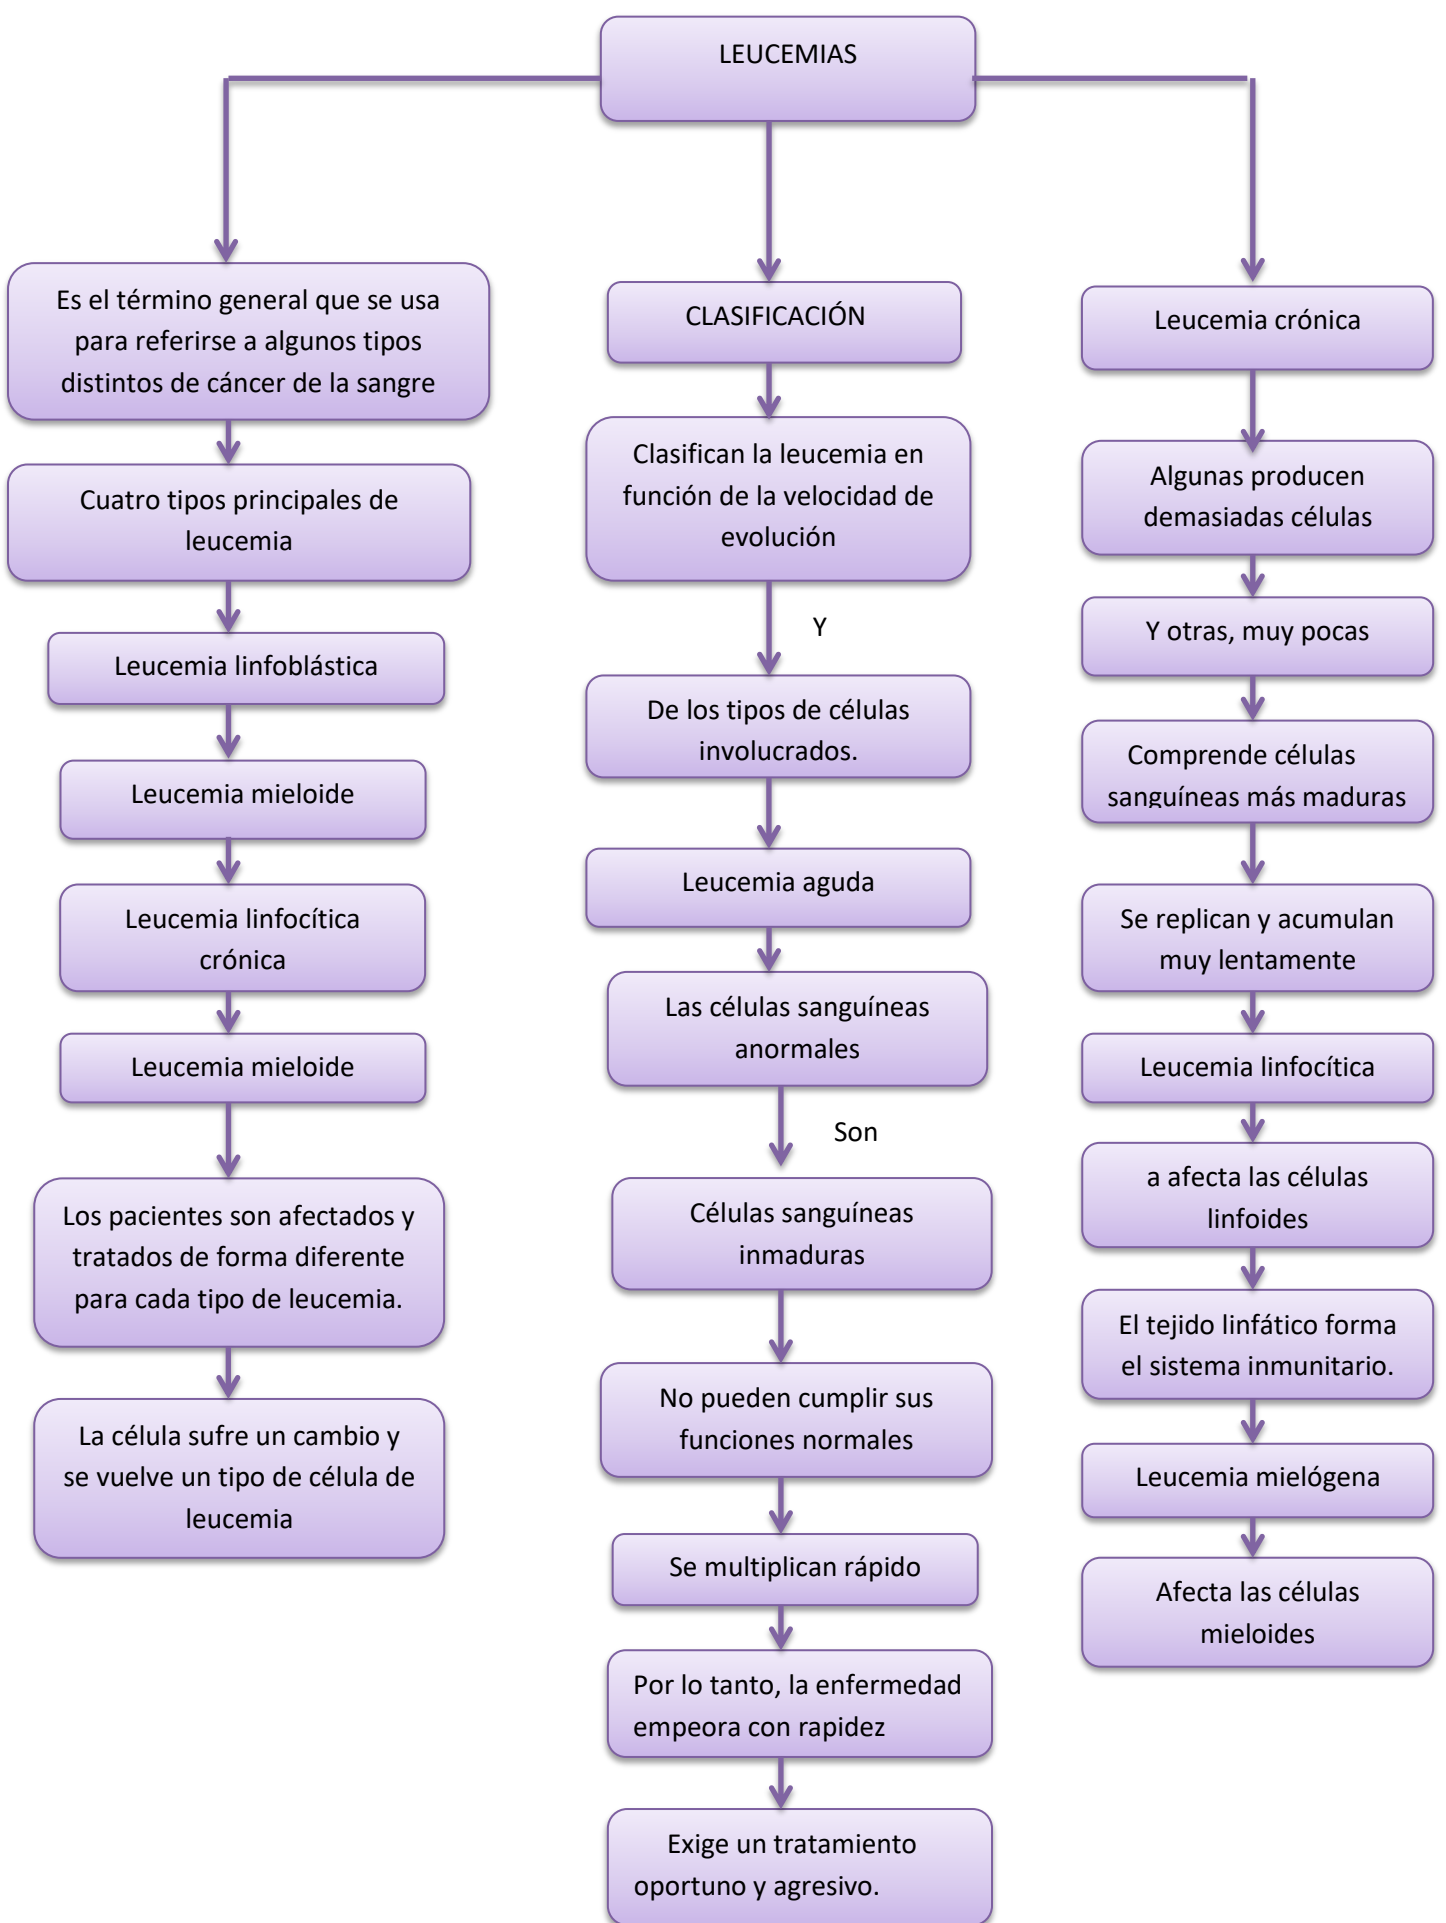 LEUCEMIAS
Es el término general que se usa
para referirse a algunos tipos
distintos de cáncer de la sangre
Cuatro tipos principales de
leucemia
Leucemia linfoblástica
Leucemia mieloide
Leucemia linfocítica
crónica
Leucemia mieloide
Los pacientes son afectados y
tratados de forma diferente
para cada tipo de leucemia.
La célula sufre un cambio y
se vuelve un tipo de célula de
leucemia
CLASIFICACIÓN
Clasifican la leucemia en
función de la velocidad de
evolución
Y
De los tipos de células
involucrados.
Leucemia aguda
Las células sanguíneas
anormales
Son
Células sanguíneas
inmaduras
No pueden cumplir sus
funciones normales
Se multiplican rápido
Por lo tanto, la enfermedad
empeora con rapidez
Exige un tratamiento
oportuno y agresivo.
Leucemia crónica
Algunas producen
demasiadas células
Y otras, muy pocas
Comprende células
sanguíneas más maduras
Se replican y acumulan
muy lentamente
Leucemia linfocítica
a afecta las células
linfoides
El tejido linfático forma
el sistema inmunitario.
Leucemia mielógena
Afecta las células
mieloides